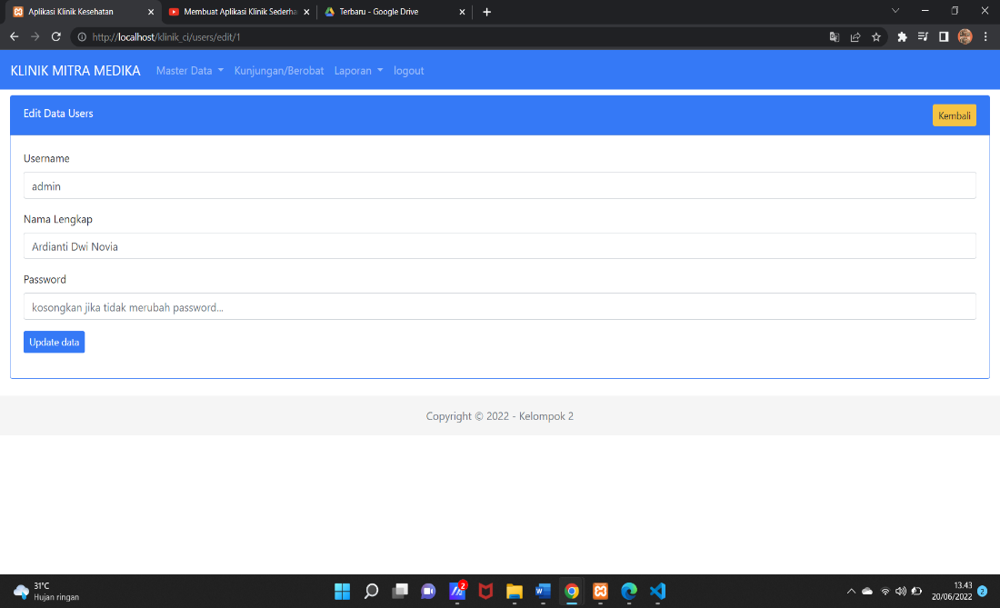 Aplikasi Klinik Kesehatan
Membuat Aplikasi Klinik Sederha
Terbaru - Google Drive
http://localhost/klinik_ci/users/edit/1
KLINIK MITRA MEDIKA Master Data Kunjungan/Berobat Laporan logout
Edit Data Users Kembali
Username
admin
Nama Lengkap
Ardianti Dwi Novia
Password
kosongkan jika tidak merubah password...
Update data
Copyright © 2022 - Kelompok 2
31°C
Hujan ringan
2
13.43
20/06/2022
2